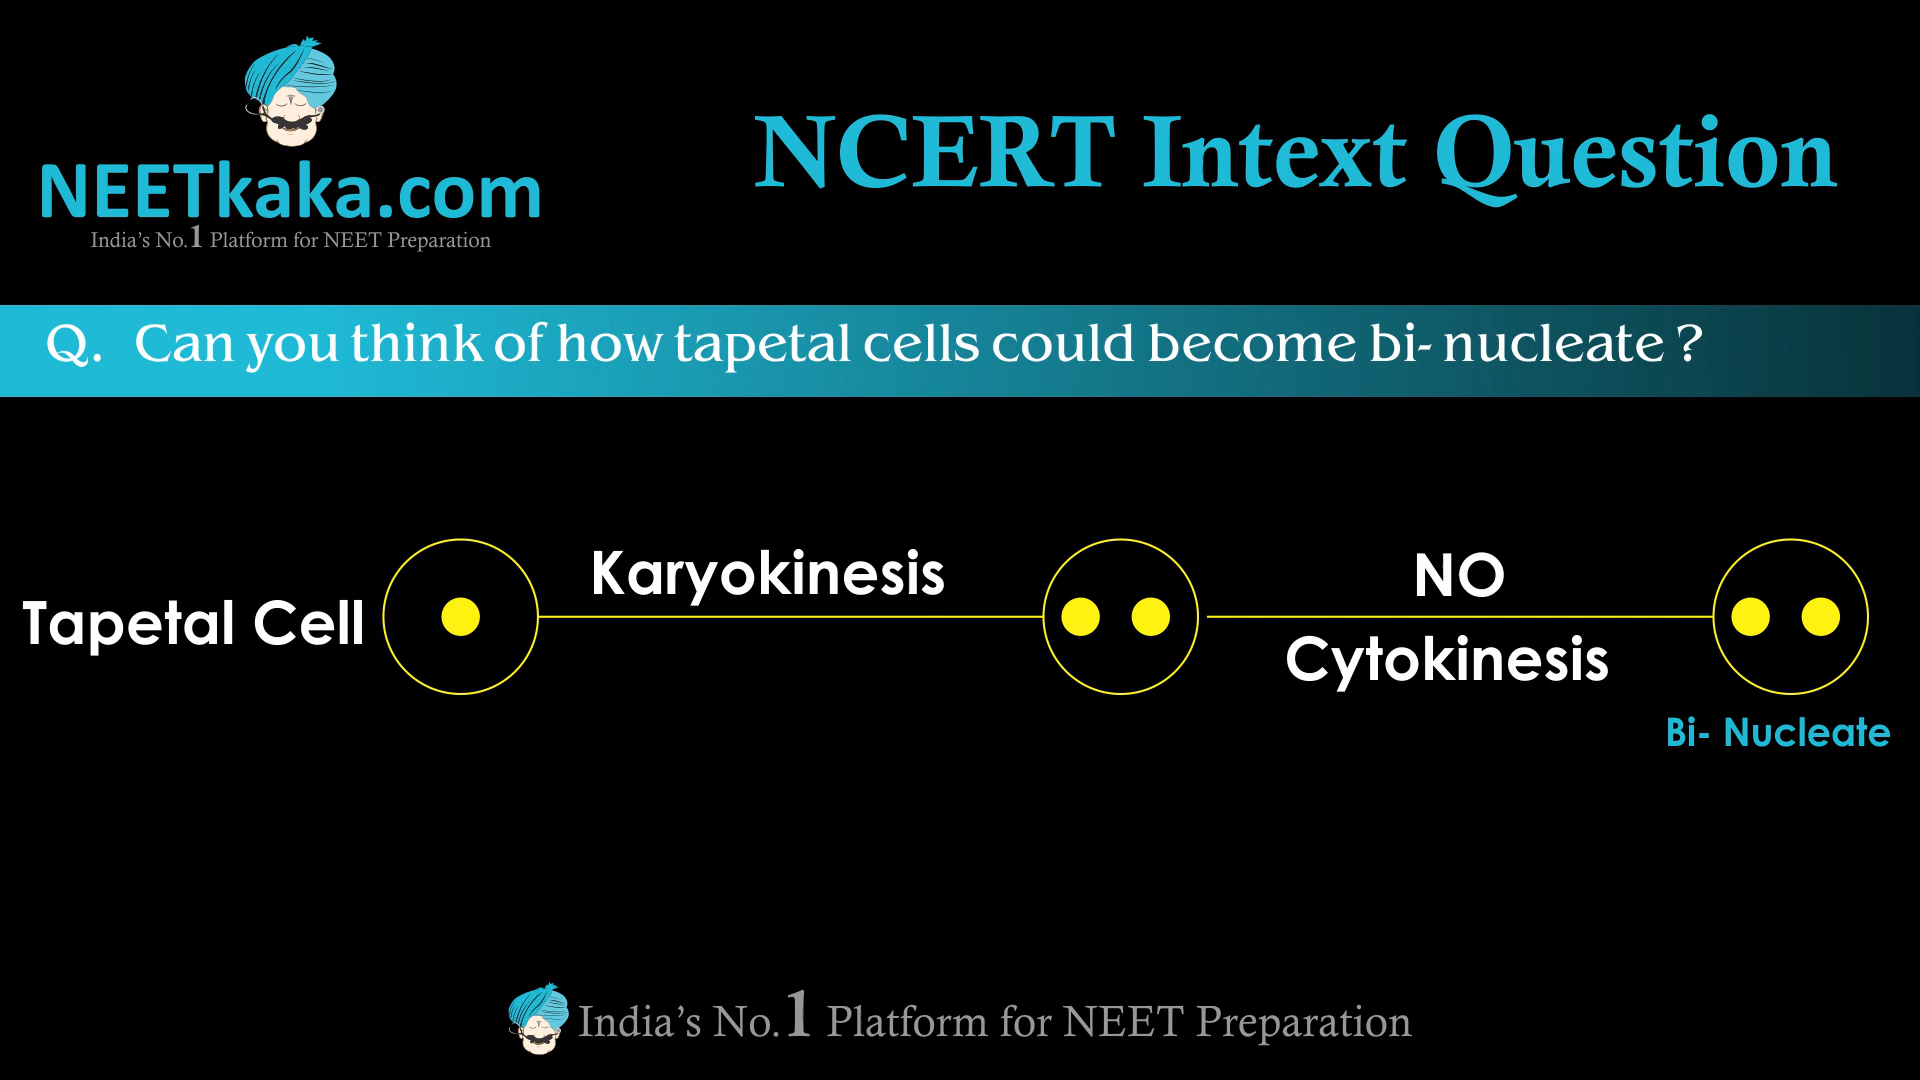 NEETkaka.com
India's No.1 Platform for NEET Preparation
NCERT Intext Question
Q. Can you think of how tapetal cells could become bi- nucleate ?
Tapetal Cell
Karyokinesis
NO
Cytokinesis
Bi- Nucleate
India's No.1 Platform for NEET Preparation